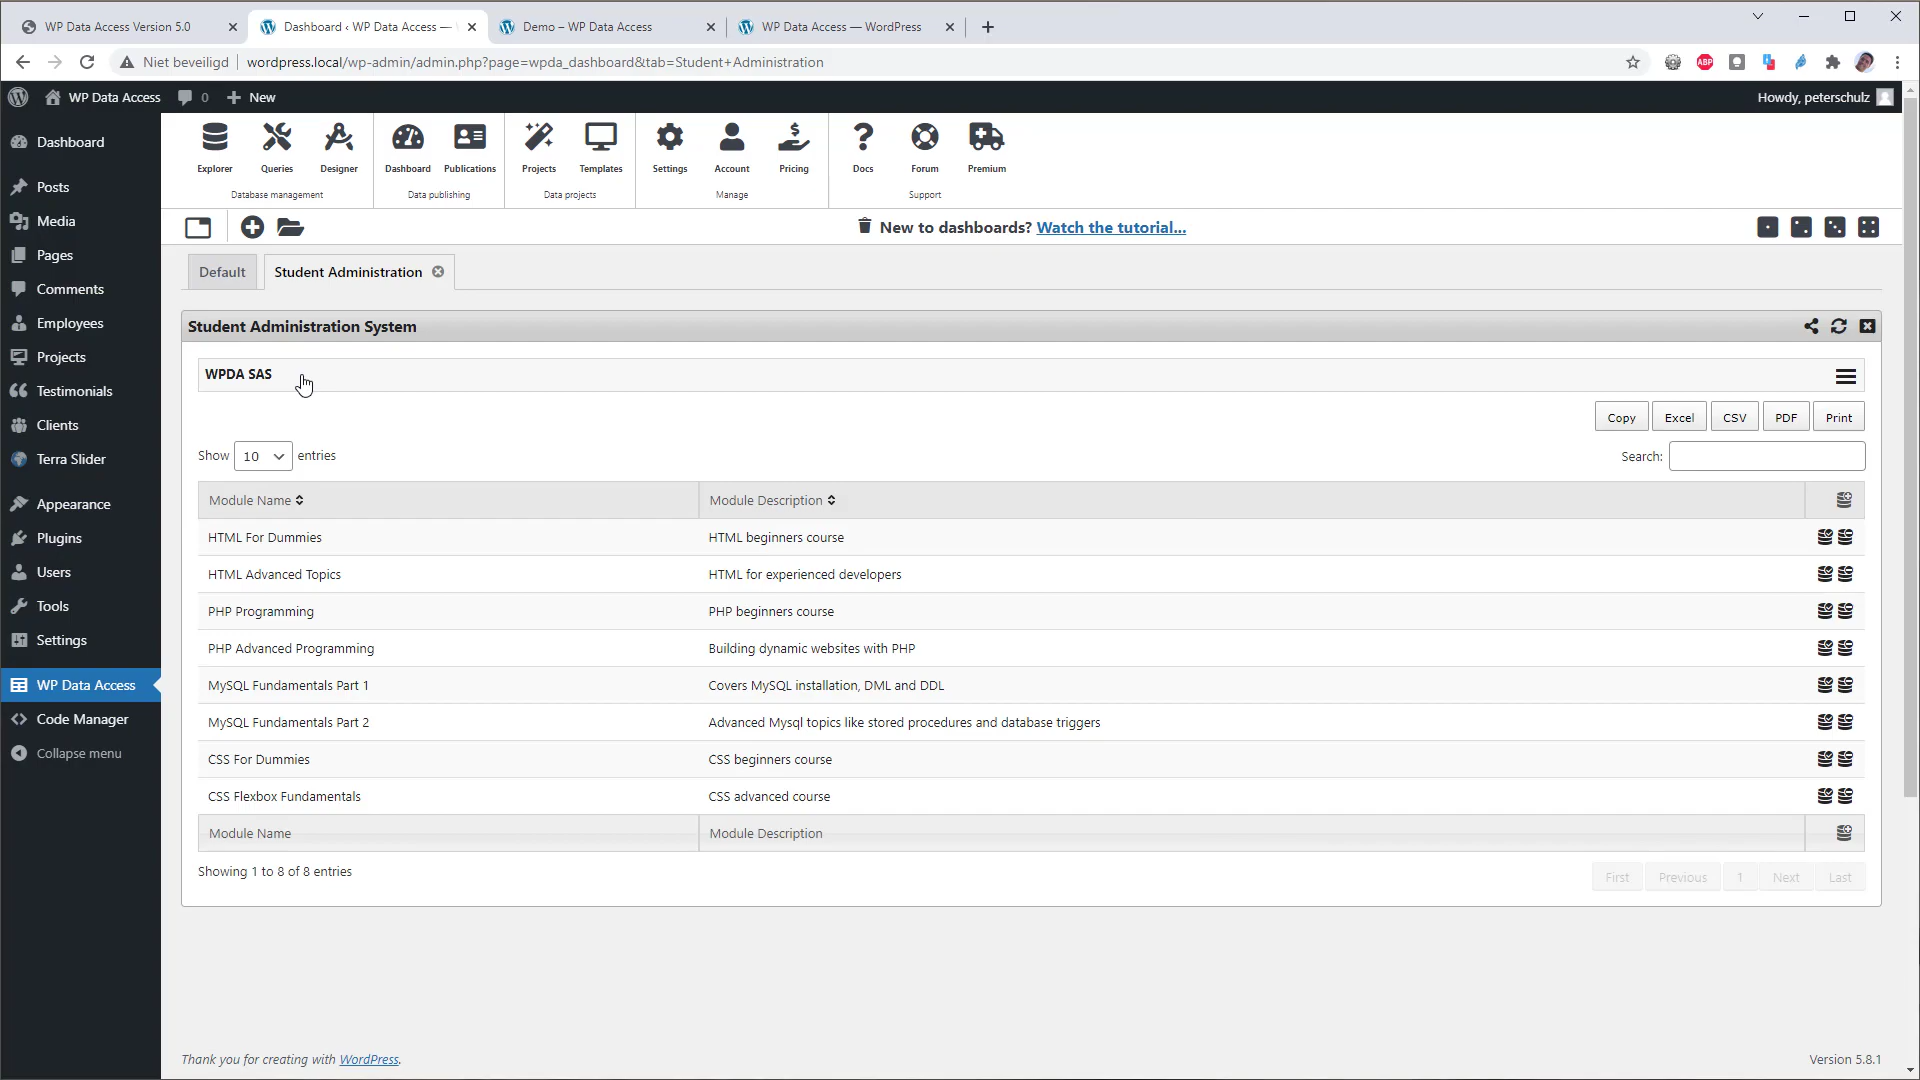 WP Data Access Version 5.0
Dashboard ‹ WP Data Access —
Demo – WP Data Access
WP Data Access — WordPress
Niet beveiligd
wordpress.local/wp-admin/admin.php?page=wpda_dashboard&tab=Student+Administration
ABP
WP Data Access 0 New
Howdy, peterschulz
Dashboard
Posts
Media
Pages
Comments
Employees
Projects
Testimonials
Clients
Terra Slider
Appearance
Plugins
Users
Tools
Settings
WP Data Access
Code Manager
Collapse menu
Explorer Queries Designer Dashboard Publications Projects Templates Settings Account Pricing Docs Forum Premium
Database management Data publishing Data projects Manage Support
New to dashboards? Watch the tutorial...
Default Student Administration
Student Administration System
WPDA SAS
Copy Excel CSV PDF Print
Show 10 entries Search:
Module Name Module Description
HTML For Dummies HTML beginners course
HTML Advanced Topics HTML for experienced developers
PHP Programming PHP beginners course
PHP Advanced Programming Building dynamic websites with PHP
MySQL Fundamentals Part 1 Covers MySQL installation, DML and DDL
MySQL Fundamentals Part 2 Advanced Mysql topics like stored procedures and database triggers
CSS For Dummies CSS beginners course
CSS Flexbox Fundamentals CSS advanced course
Module Name Module Description
Showing 1 to 8 of 8 entries
First Previous 1 Next Last
Thank you for creating with WordPress.
Version 5.8.1